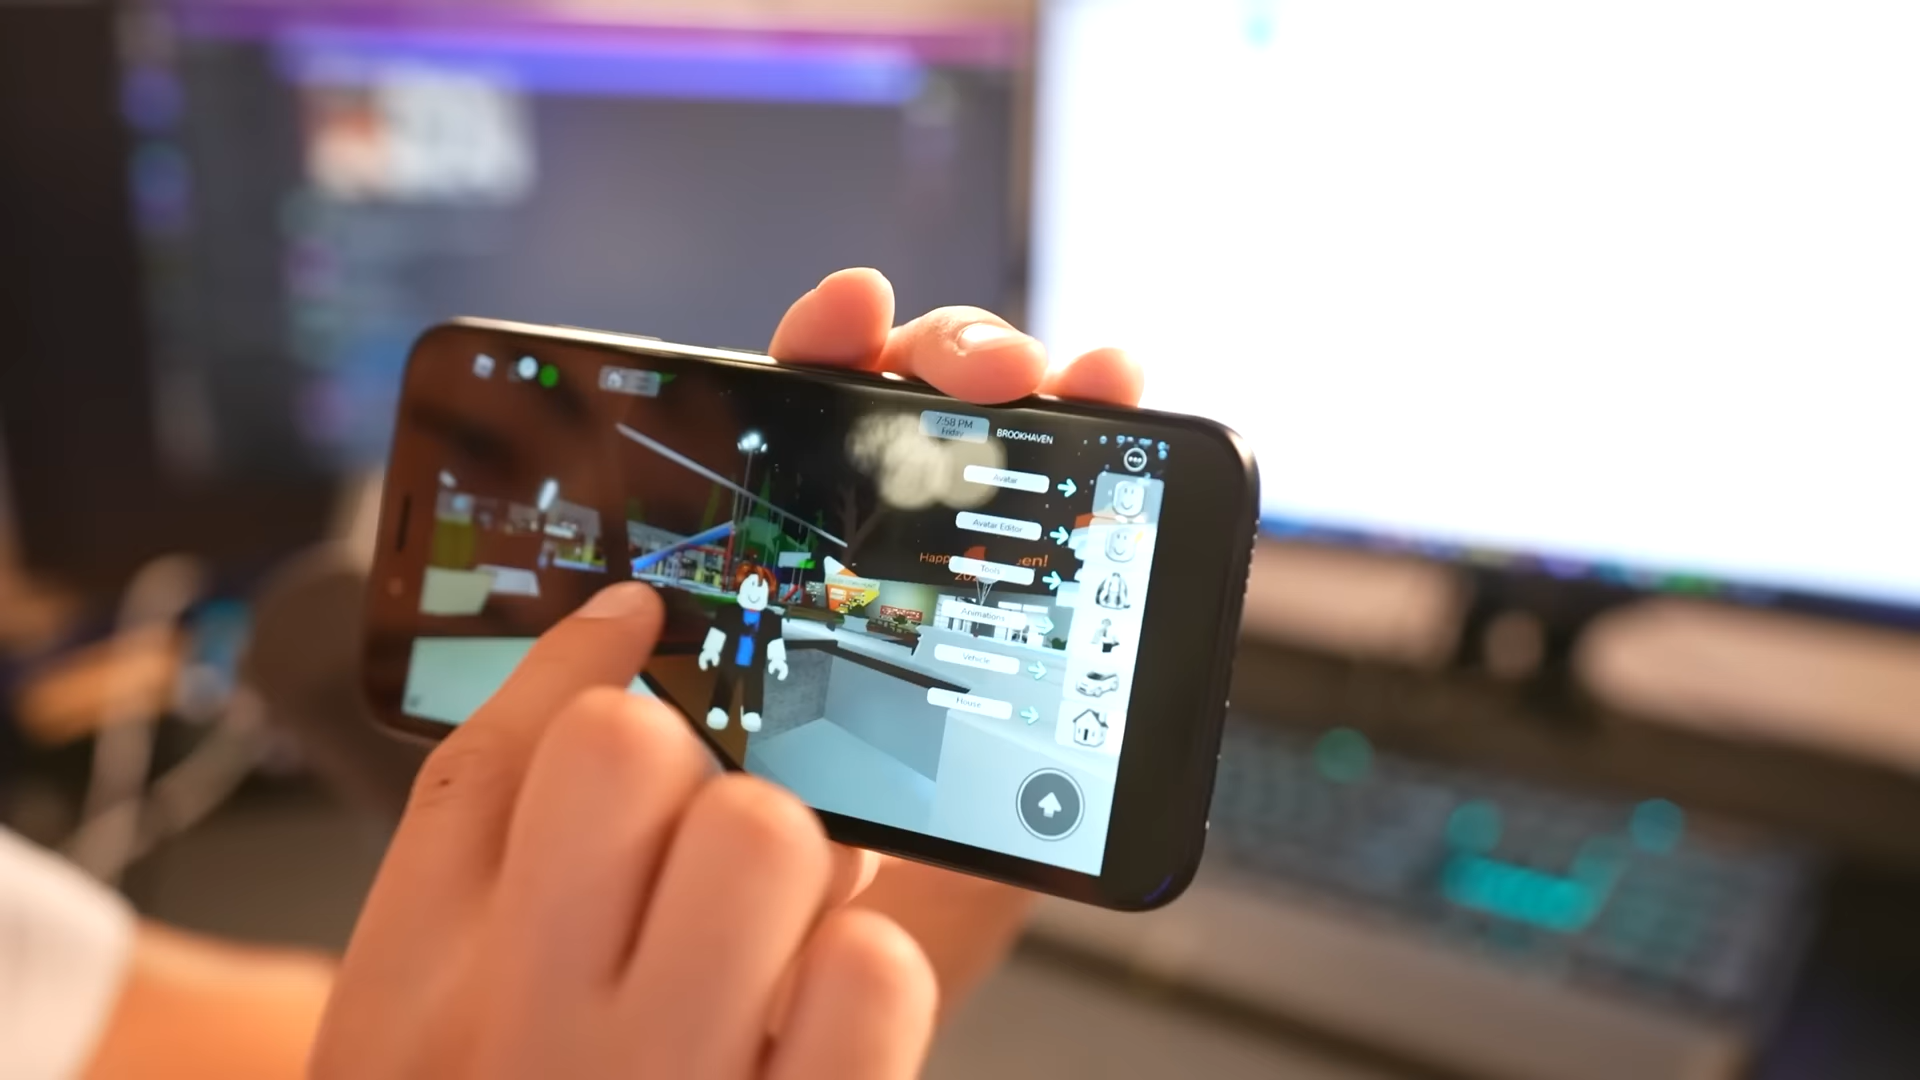 7:58 PM
Friday
BROOKHAVEN
Avatar
Avatar Editor
Tools
Animations
Vehicle
House